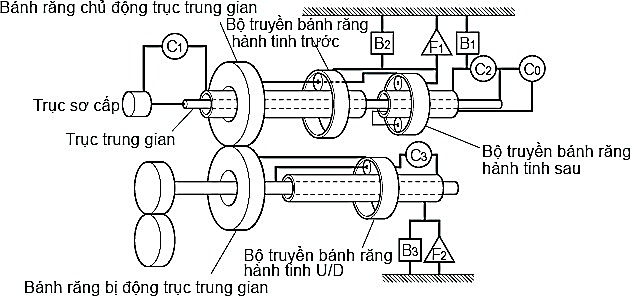 Bánh răng chủ động trục trung gian
Bộ truyền bánh răng
hành tinh trước
B2
F1
B1
C1
C2
C0
Trục sơ cấp
Trục trung gian
Bộ truyền bánh răng
hành tinh sau
C3
Bộ truyền bánh răng
hành tinh U/D
B3
F2
Bánh răng bị động trục trung gian